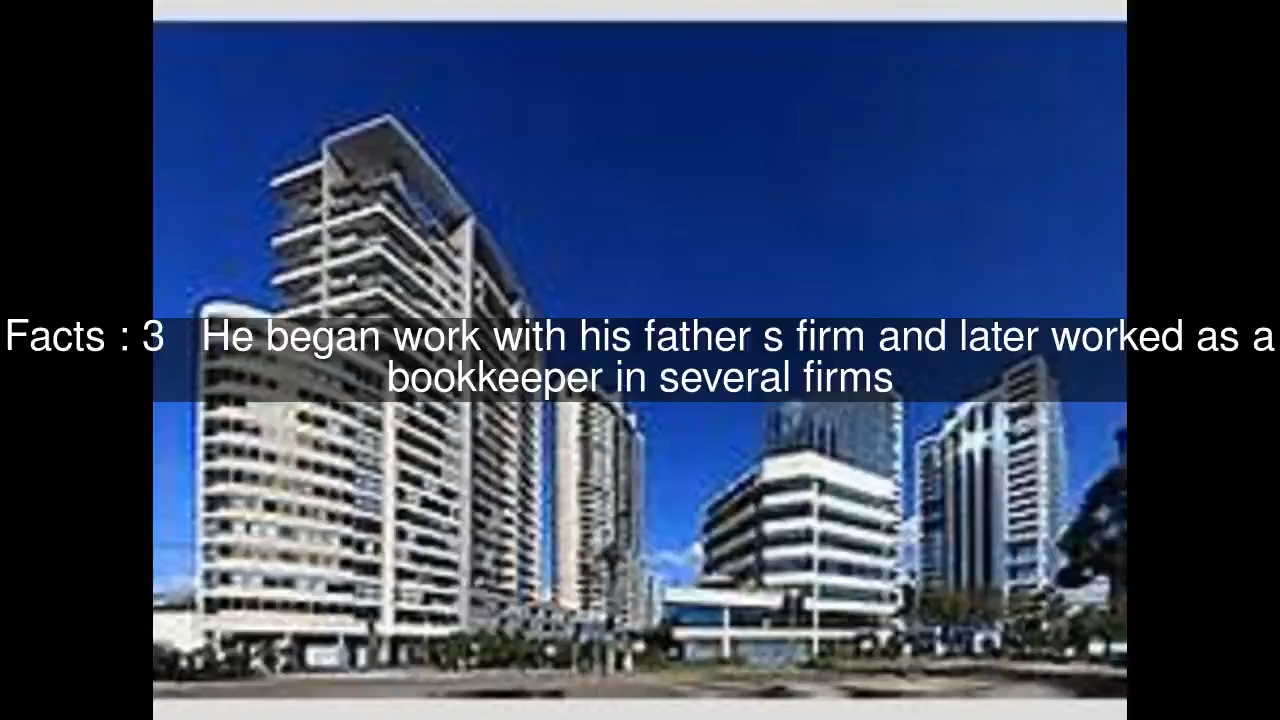 Facts : 3   He began work with his father s firm and later worked as a
bookkeeper in several firms